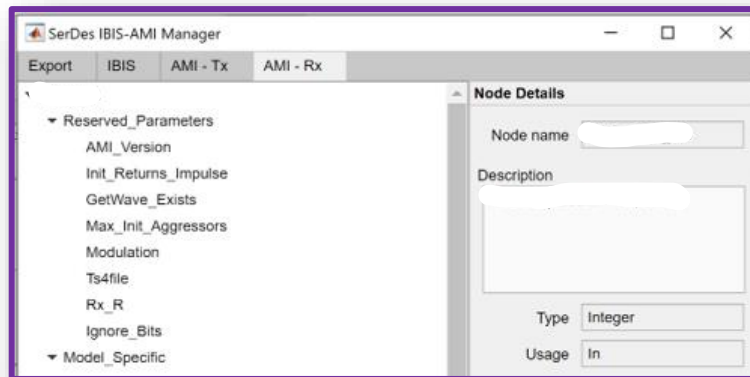 SerDes IBIS-AMI Manager
Export IBIS AMI - Tx AMI - Rx
Node Details
Reserved_Parameters
Node name
AMI_Version
Init_Returns_Impulse
Description
GetWave_Exists
Max_Init_Aggressors
Modulation
Ts4file
Rx_R
Type Integer
Ignore_Bits
Usage In
Model_Specific